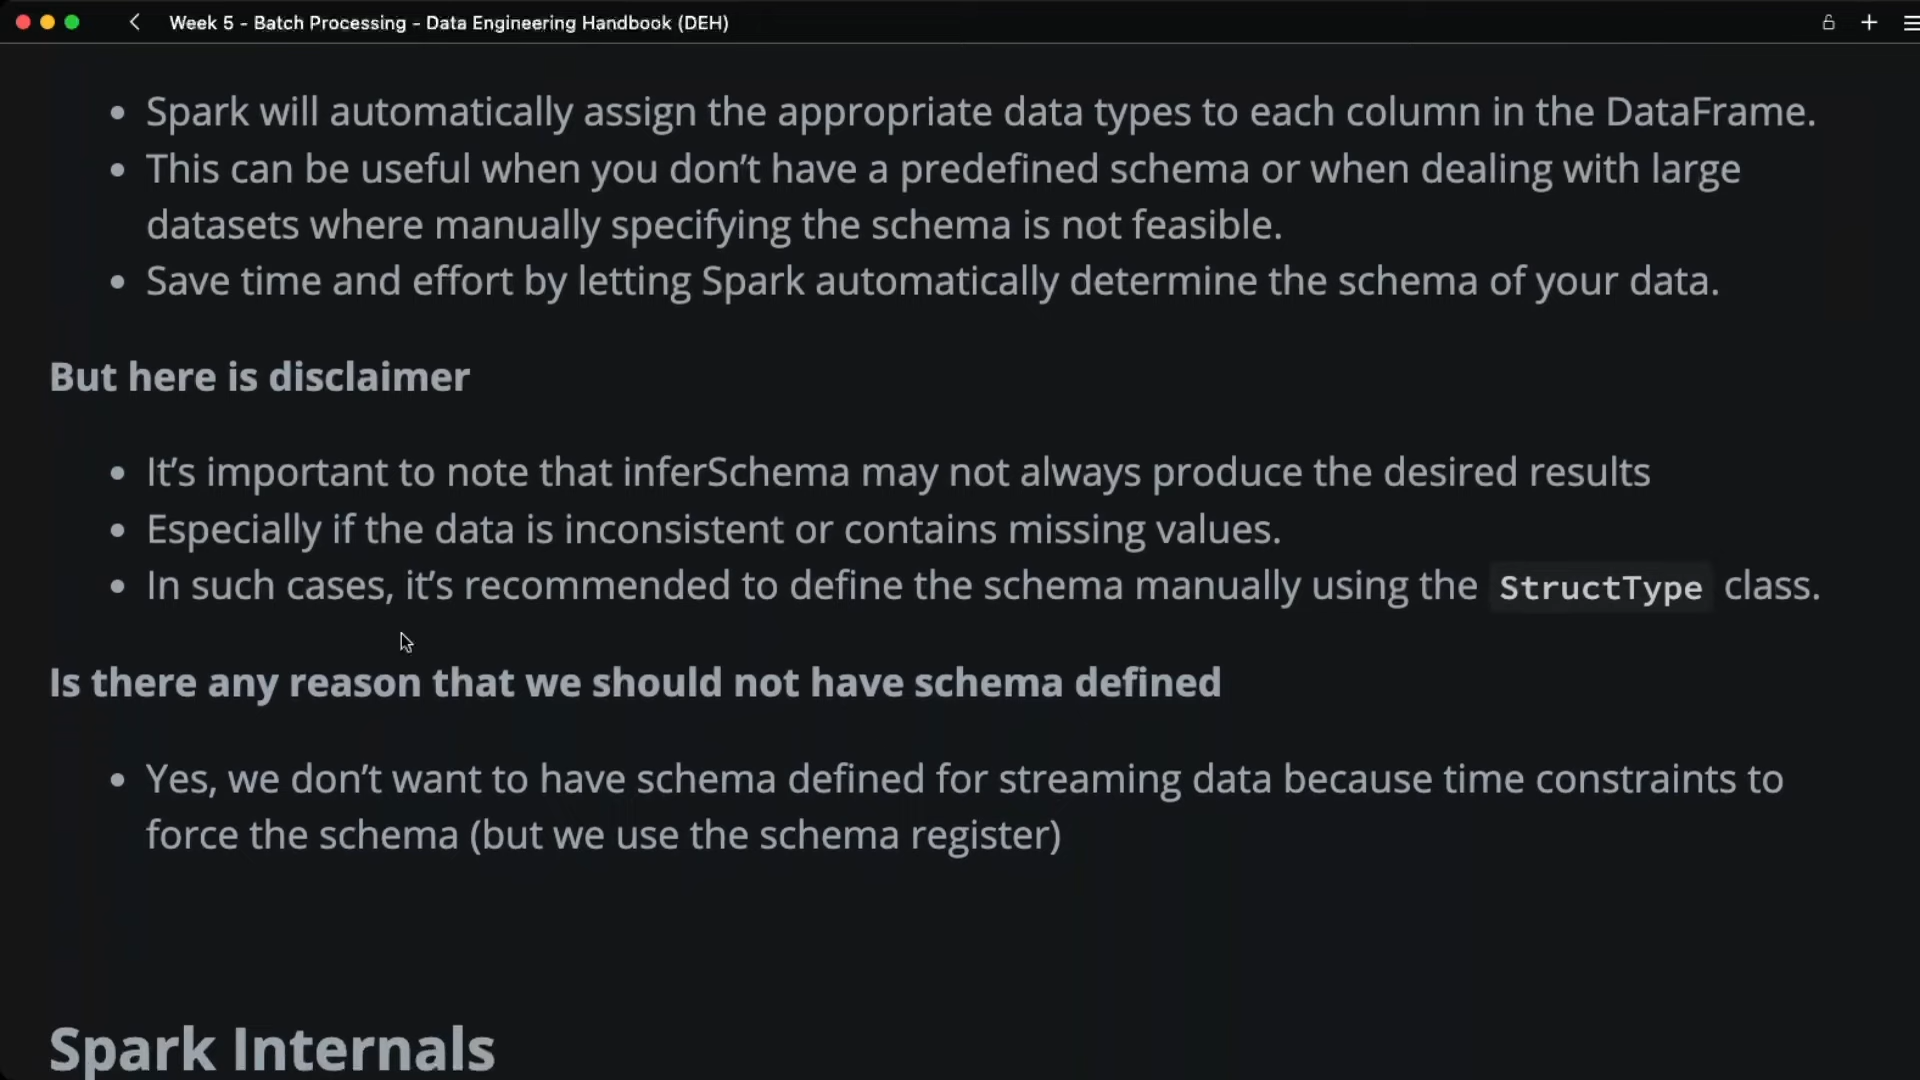 Week 5 - Batch Processing - Data Engineering Handbook (DEH)
• Spark will automatically assign the appropriate data types to each column in the DataFrame.
• This can be useful when you don’t have a predefined schema or when dealing with large
datasets where manually specifying the schema is not feasible.
• Save time and effort by letting Spark automatically determine the schema of your data.
But here is disclaimer
• It’s important to note that inferSchema may not always produce the desired results
• Especially if the data is inconsistent or contains missing values.
• In such cases, it’s recommended to define the schema manually using the StructType class.
Is there any reason that we should not have schema defined
• Yes, we don’t want to have schema defined for streaming data because time constraints to
force the schema (but we use the schema register)
Spark Internals